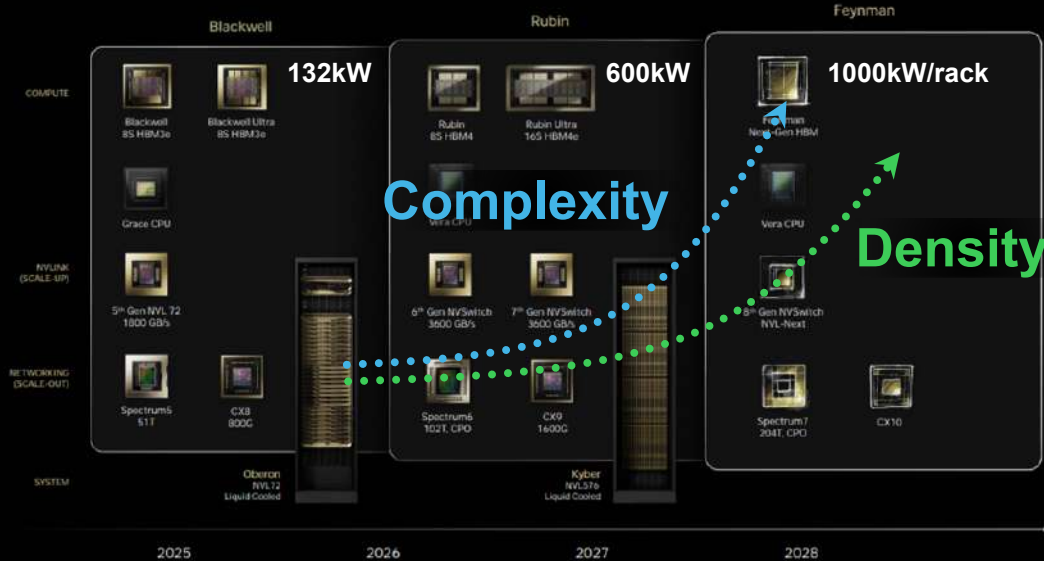 Blackwell
Rubin
Feynman
COMPUTE
132kW
600kW
1000kW/rack
Blackwell
8S HBM3e
Blackwell Ultra
8S HBM3e
Rubin
8S HBM4
Rubin Ultra
16S HBM4e
Feynman
Next-Gen HBM
Complexity
Grace CPU
Vera CPU
Vera CPU
Density
NVLINK
(SCALE-UP)
5th Gen NVL 72
1800 GB/s
6th Gen NVSwitch
3600 GB/s
7th Gen NVSwitch
3600 GB/s
8th Gen NVSwitch
NVL-Next
NETWORKING
(SCALE-OUT)
Spectrum5
51T
CX8
800G
Spectrum6
102T, CPO
CX9
1600G
Spectrum7
204T, CPO
CX10
SYSTEM
Oberon
NVL72
Liquid Cooled
Kyber
NVL576
Liquid Cooled
2025
2026
2027
2028